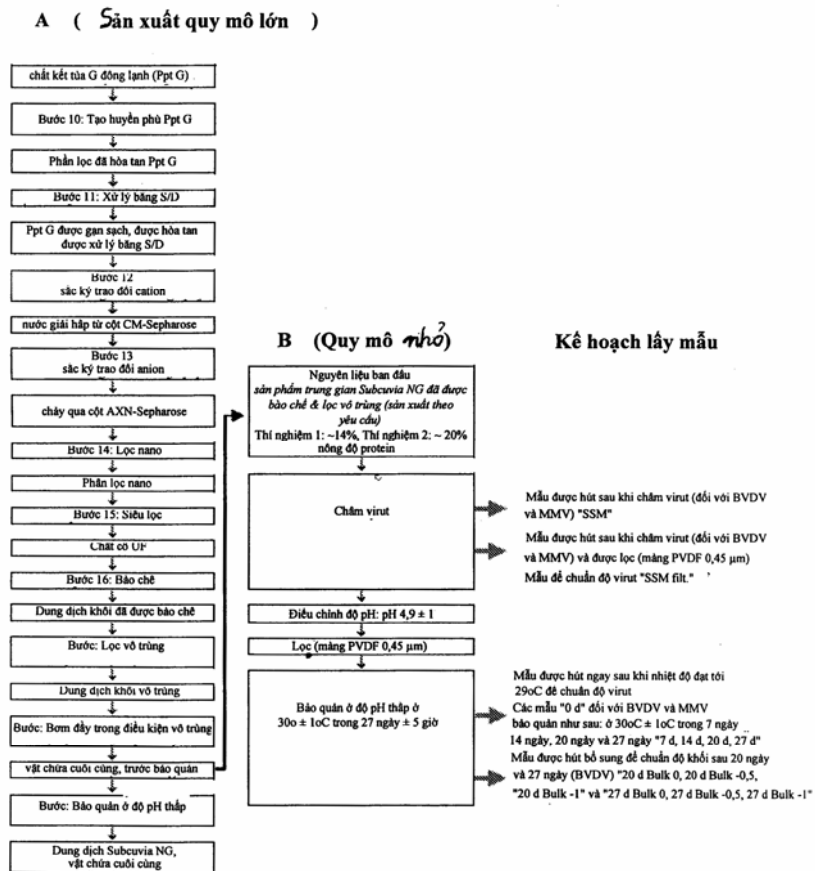 A ( Sản xuất quy mô lớn )
chất kết tủa G đông lạnh (Ppt G)
Bước 10: Tạo huyền phù Ppt G
Phần lọc đã hòa tan Ppt G
Bước 11: Xử lý bằng S/D
Ppt G được gạn sạch, được hòa tan
được xử lý bằng S/D
Bước 12
sắc ký trao đổi cation
nước giải hấp từ cột CM-Sepharose
Bước 13
sắc ký trao đổi anion
chảy qua cột AXN-Sepharose
Bước 14: Lọc nano
Phần lọc nano
Bước 15: Siêu lọc
Chất cô UF
Bước 16: Bào chế
Dung dịch khối đã được bào chế
Bước: Lọc vô trùng
Dung dịch khối vô trùng
Bước: Bơm đầy trong điều kiện vô trùng
vật chứa cuối cùng, trước bảo quản
Bước: Bảo quản ở độ pH thấp
Dung dịch Subcuvia NG,
vật chứa cuối cùng
B (Quy mô nhỏ)
Nguyên liệu ban đầu
sản phẩm trung gian Subcuvia NG đã được
bào chế & lọc vô trùng (sản xuất theo
yêu cầu)
Thí nghiệm 1: ~14%, Thí nghiệm 2: ~ 20%
nồng độ protein
Châm virut
Điều chỉnh độ pH: pH 4,9 ± 1
Lọc (màng PVDF 0,45 µm)
Bảo quản ở độ pH thấp ở
30o ± 1oC trong 27 ngày ± 5 giờ
Kế hoạch lấy mẫu
Mẫu được hút sau khi châm virut (đối với BVDV
và MMV) "SSM"
Mẫu được hút sau khi châm virut (đối với BVDV
và MMV) và được lọc (màng PVDF 0,45 µm)
Mẫu để chuẩn độ virut "SSM filt."
Mẫu được hút ngay sau khi nhiệt độ đạt tới
29oC để chuẩn độ virut
Các mẫu "0 d" đối với BVDV và MMV
bảo quản như sau: ở 30oC ± 1oC trong 7 ngày
14 ngày, 20 ngày và 27 ngày "7 d, 14 d, 20 d, 27 d"
Mẫu được hút bổ sung để chuẩn độ khối sau 20 ngày
và 27 ngày (BVDV) "20 d Bulk 0, 20 d Bulk -0,5,
"20 d Bulk -1" và "27 d Bulk 0, 27 d Bulk -0,5, 27 d Bulk -1"